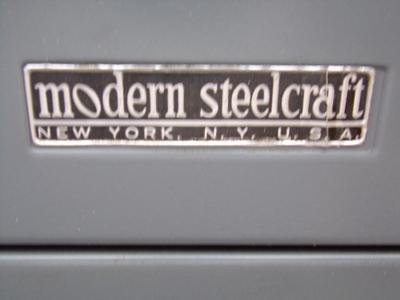 modern steelcraft
NEW YORK, N.Y. U.S.A.